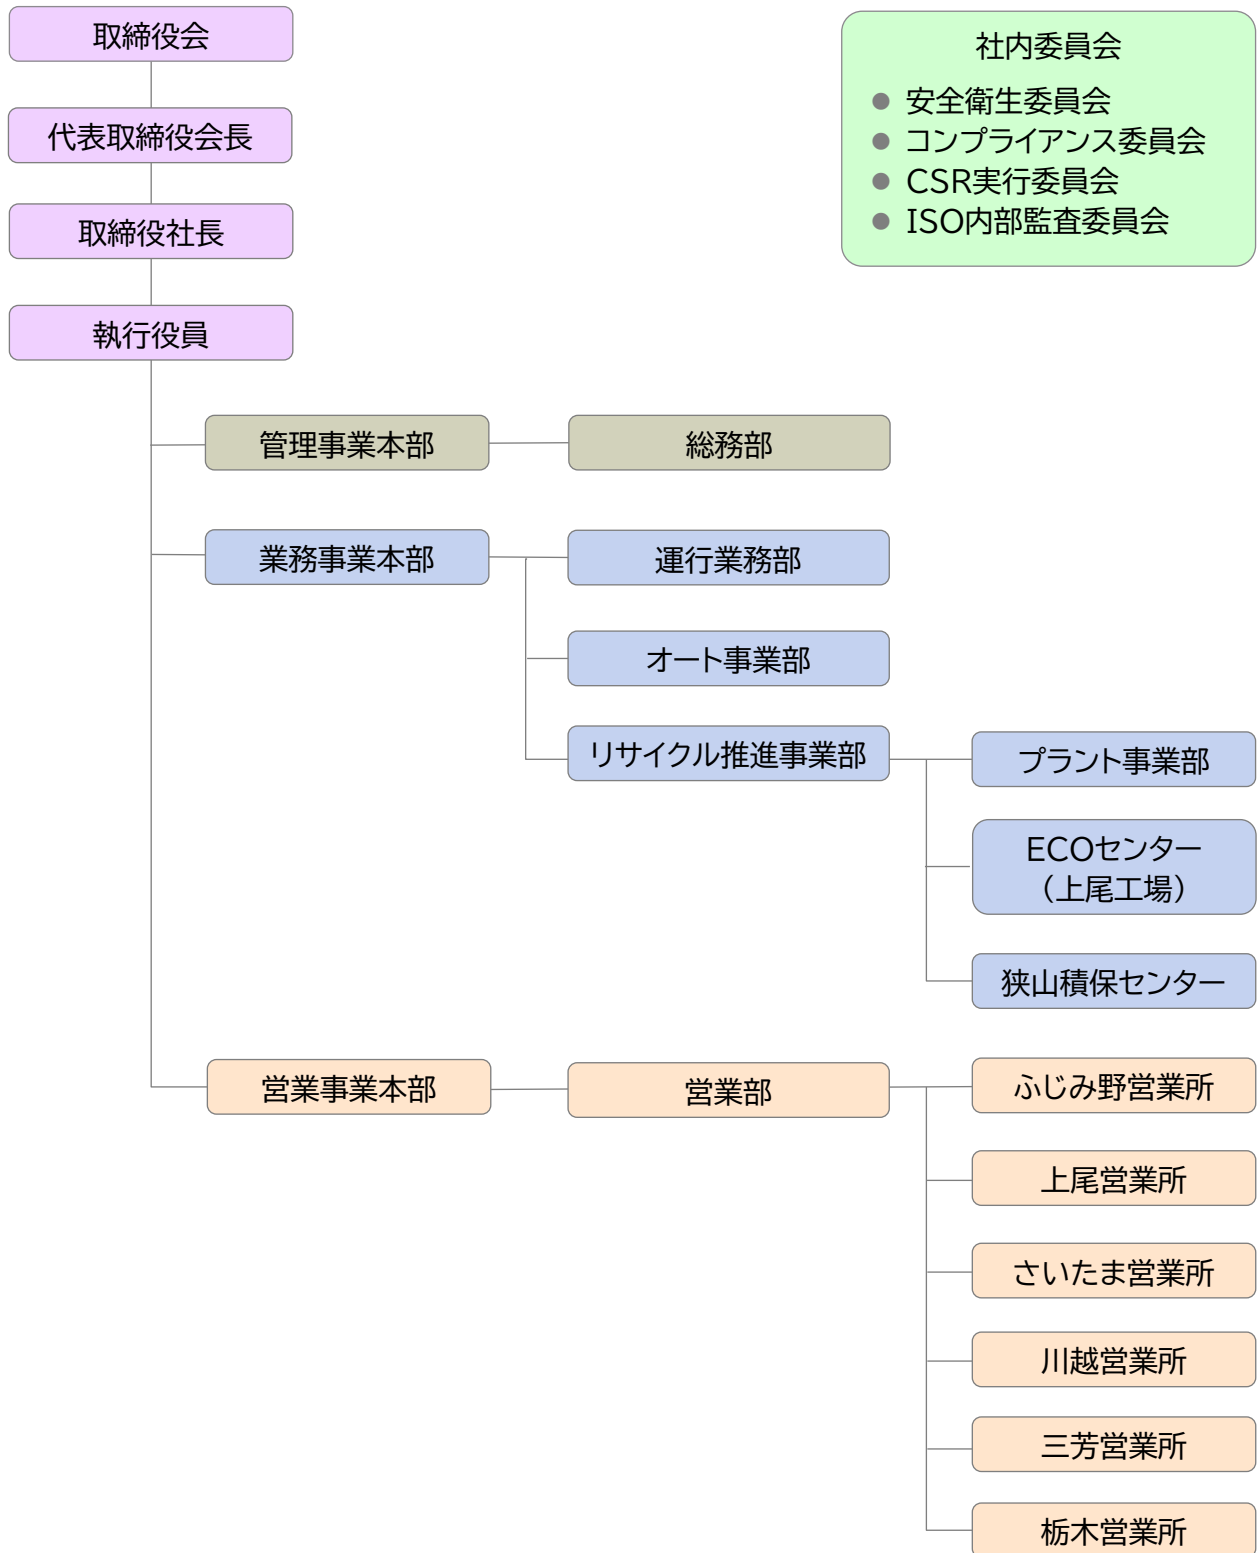 取締役会
代表取締役会長
取締役社長
執行役員
社内委員会
● 安全衛生委員会
● コンプライアンス委員会
● CSR実行委員会
● ISO内部監査委員会
管理事業本部
総務部
業務事業本部
運行業務部
オート事業部
リサイクル推進事業部
プラント事業部
ECOセンター
（上尾工場）
狭山積保センター
営業事業本部
営業部
ふじみ野営業所
上尾営業所
さいたま営業所
川越営業所
三芳営業所
栃木営業所